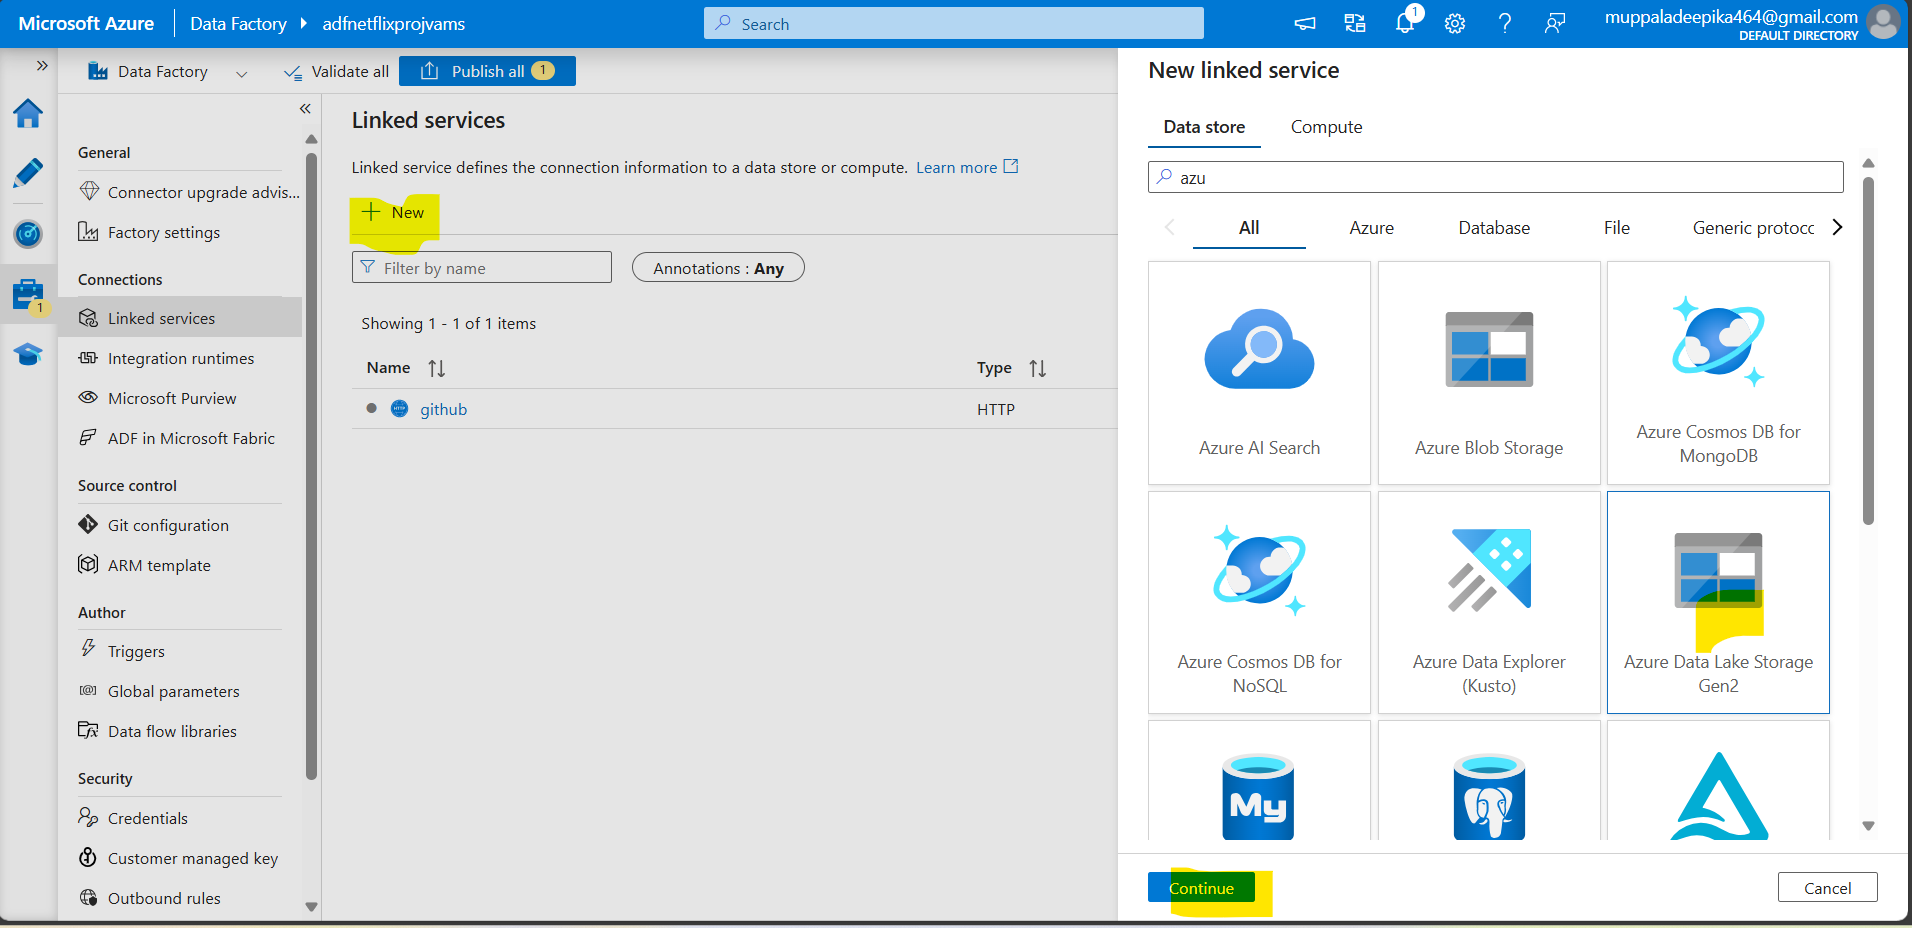 Microsoft Azure
Data Factory
adfnetflixprojvams
Search
1
muppaladeepika464@gmail.com
DEFAULT DIRECTORY
Data Factory
Validate all
Publish all 1
General
Connector upgrade advis...
Factory settings
Connections
Linked services
1
Integration runtimes
Microsoft Purview
ADF in Microsoft Fabric
Source control
Git configuration
ARM template
Author
Triggers
Global parameters
Data flow libraries
Security
Credentials
Customer managed key
Outbound rules
Linked services
Linked service defines the connection information to a data store or compute. Learn more
New
Filter by name
Annotations : Any
Showing 1 - 1 of 1 items
Name
Type
HTTP github
HTTP
New linked service
Data store
Compute
azu
All
Azure
Database
File
Generic protocc
Azure AI Search
Azure Blob Storage
Azure Cosmos DB for
MongoDB
Azure Cosmos DB for
NoSQL
Azure Data Explorer
(Kusto)
Azure Data Lake Storage
Gen2
My
Continue
Cancel